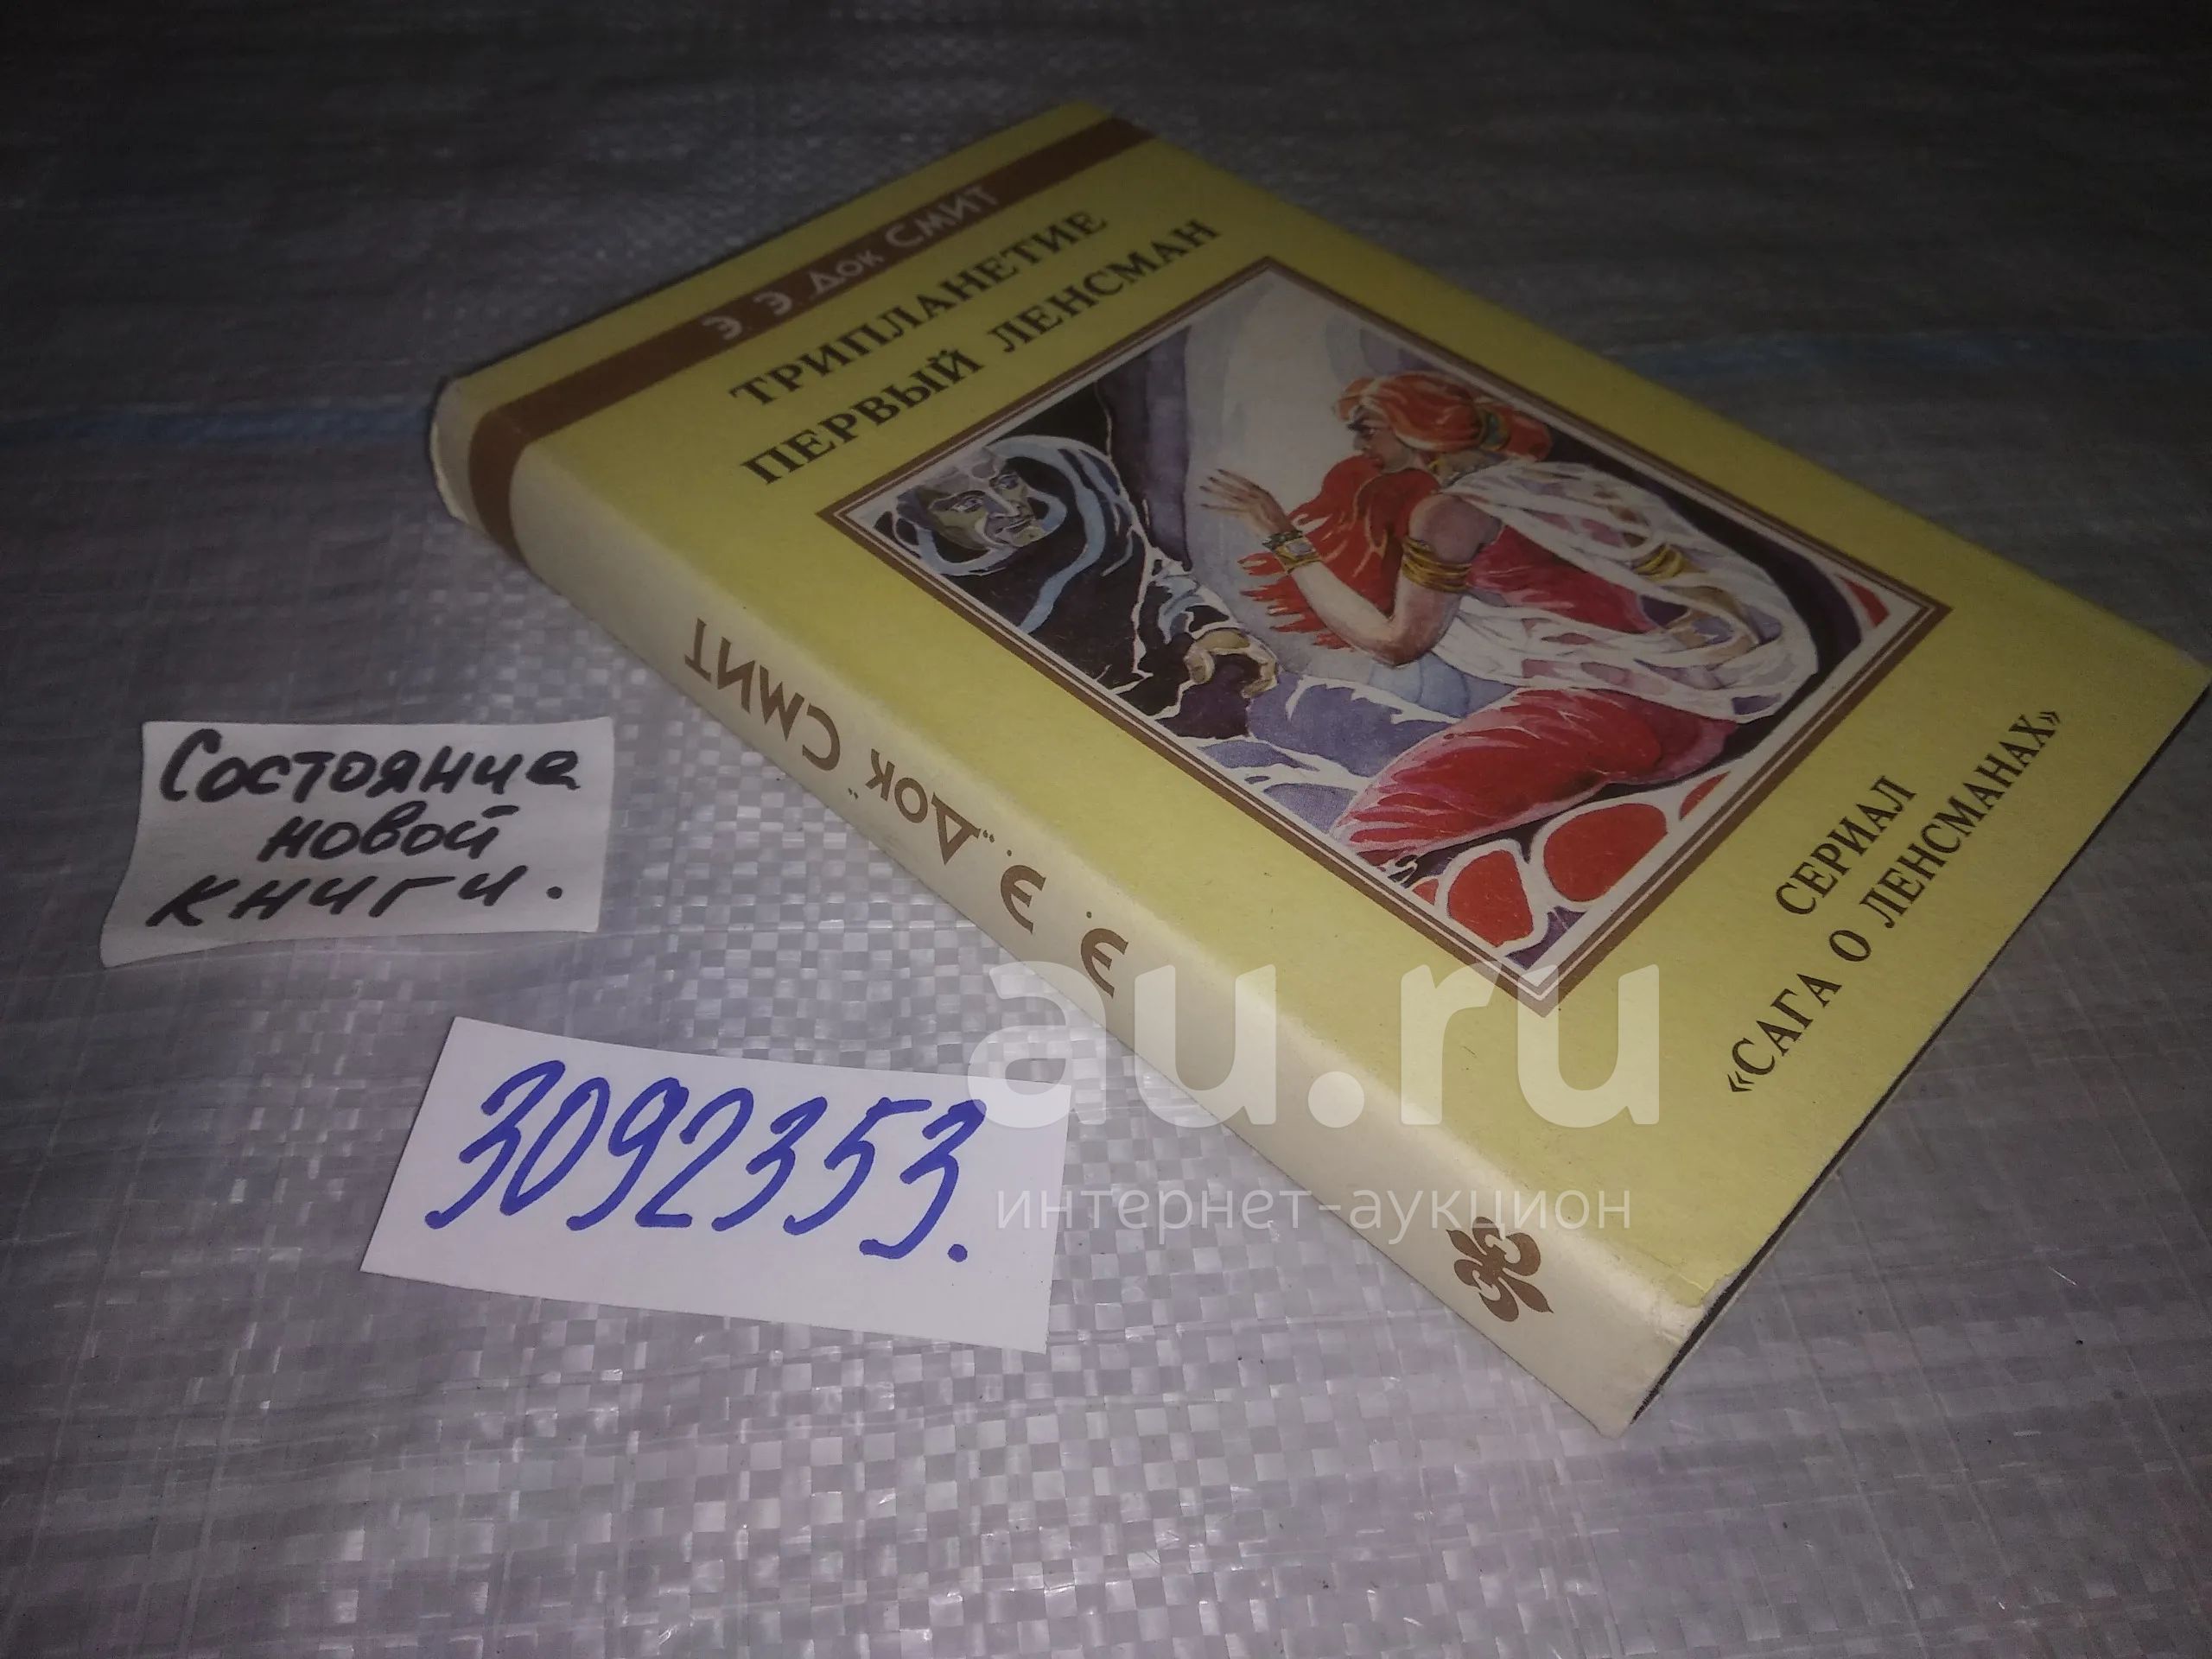 Э. Э. Док Смит
ТРИПЛАНЕТИЕ
ПЕРВЫЙ ЛЕНСМАН
СЕРИАЛ
«САГА О ЛЕНСМАНАХ»
Э. Э. "Док" Смит
Состояние
новой
книги.
3092353.
au.ru
интернет-аукцион